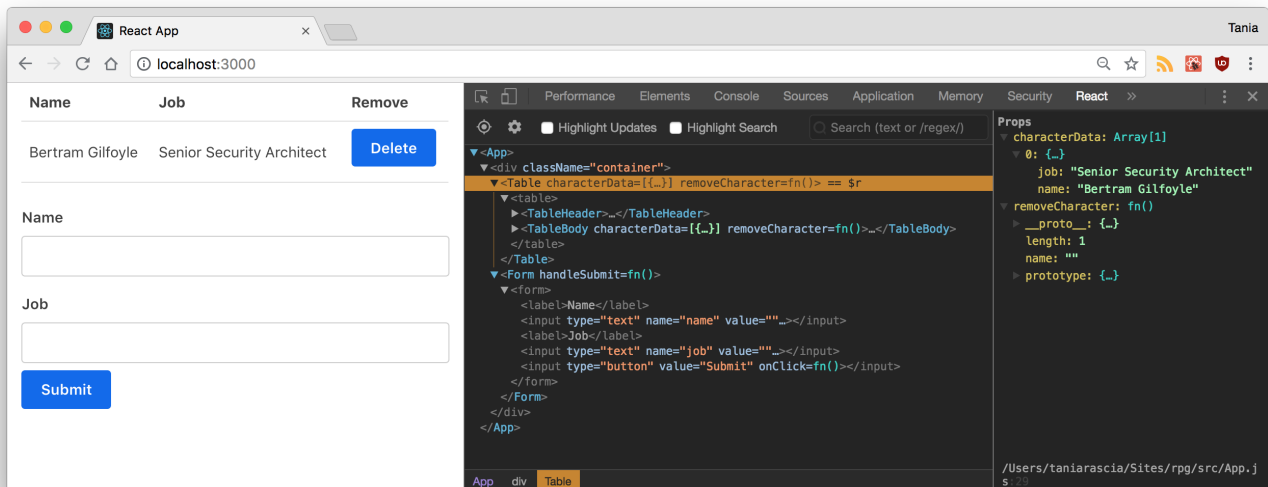 React App
Tania
localhost:3000
Name Job Remove
Bertram Gilfoyle Senior Security Architect Delete
Name
Job
Submit
Performance Elements Console Sources Application Memory Security React »
Highlight Updates Highlight Search Search (text or /regex/)
▼<App>
▼<div className="container">
▼<Table characterData=[{…}] removeCharacter=fn()> == $r
▼<table>
▶<TableHeader>…</TableHeader>
▶<TableBody characterData=[{…}] removeCharacter=fn()>…</TableBody>
</table>
</Table>
▼<Form handleSubmit=fn()>
▼<form>
<label>Name</label>
<input type="text" name="name" value=""…></input>
<label>Job</label>
<input type="text" name="job" value=""…></input>
<input type="button" value="Submit" onClick=fn()></input>
</form>
</Form>
</div>
</App>
App div Table
Props
▼ characterData: Array[1]
▼ 0: {…}
job: "Senior Security Architect"
name: "Bertram Gilfoyle"
▼ removeCharacter: fn()
▶ __proto__: {…}
length: 1
name: ""
▶ prototype: {…}
/Users/taniarascia/Sites/rpg/src/App.j
s:29